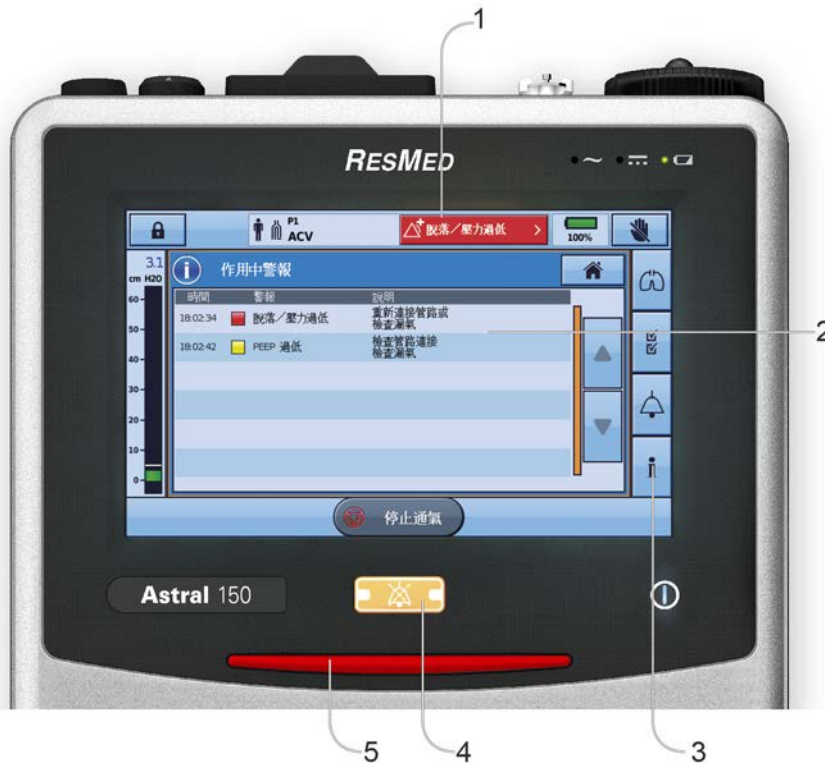 1
RESMED
P1
ACV
脫落／壓力過低 >
100%
3.1
cm H2O
作用中警報
60
50
40
30
20
10
0
時間 警報 說明
18:02:34 脫落／壓力過低 重新連接管路或
檢查漏氣
18:02:42 PEEP 過低 檢查管路連接
檢查漏氣
2
停止通氣
Astral 150
5
4
3